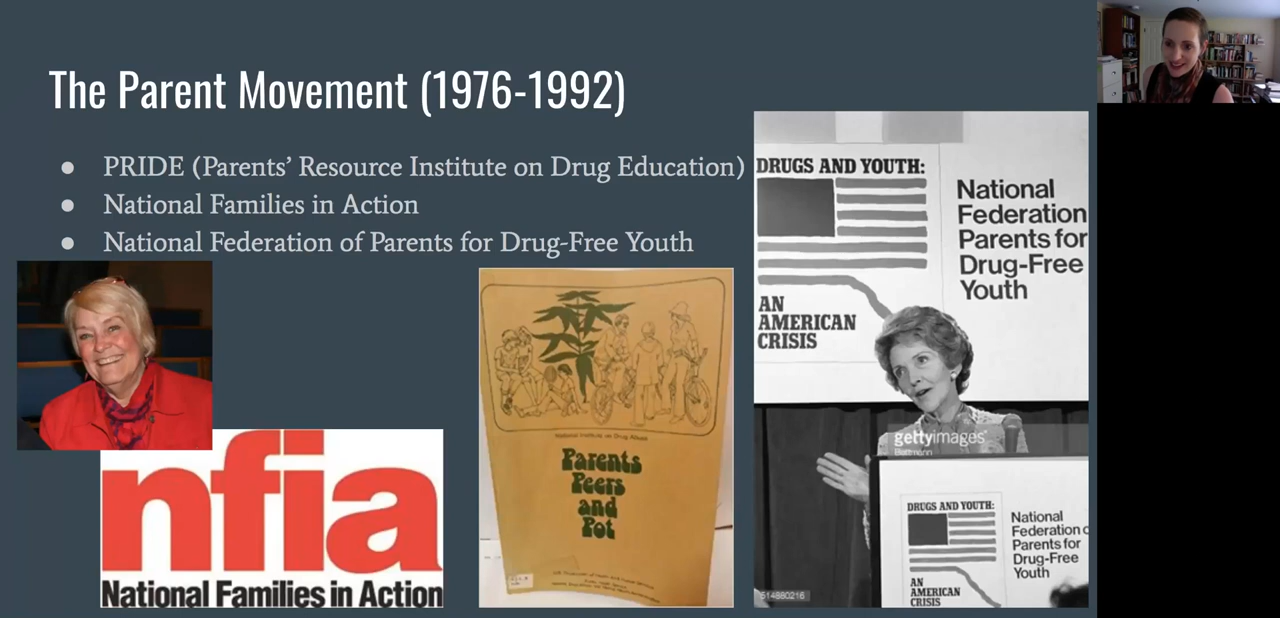 The Parent Movement (1976-1992)
● PRIDE (Parents' Resource Institute on Drug Education)
● National Families in Action
● National Federation of Parents for Drug-Free Youth
nfia
National Families in Action
National Institute on Drug Abuse
Parents
Peers
and
Pot
DRUGS AND YOUTH:
AN
AMERICAN
CRISIS
National
Federation
Parents for
Drug-Free
Youth
gettyimages
Bettmann
DRUGS AND YOUTH:
AN
AMERICAN
CRISIS
National
Federation o
Parents for
Drug-Free
Youth
514880216